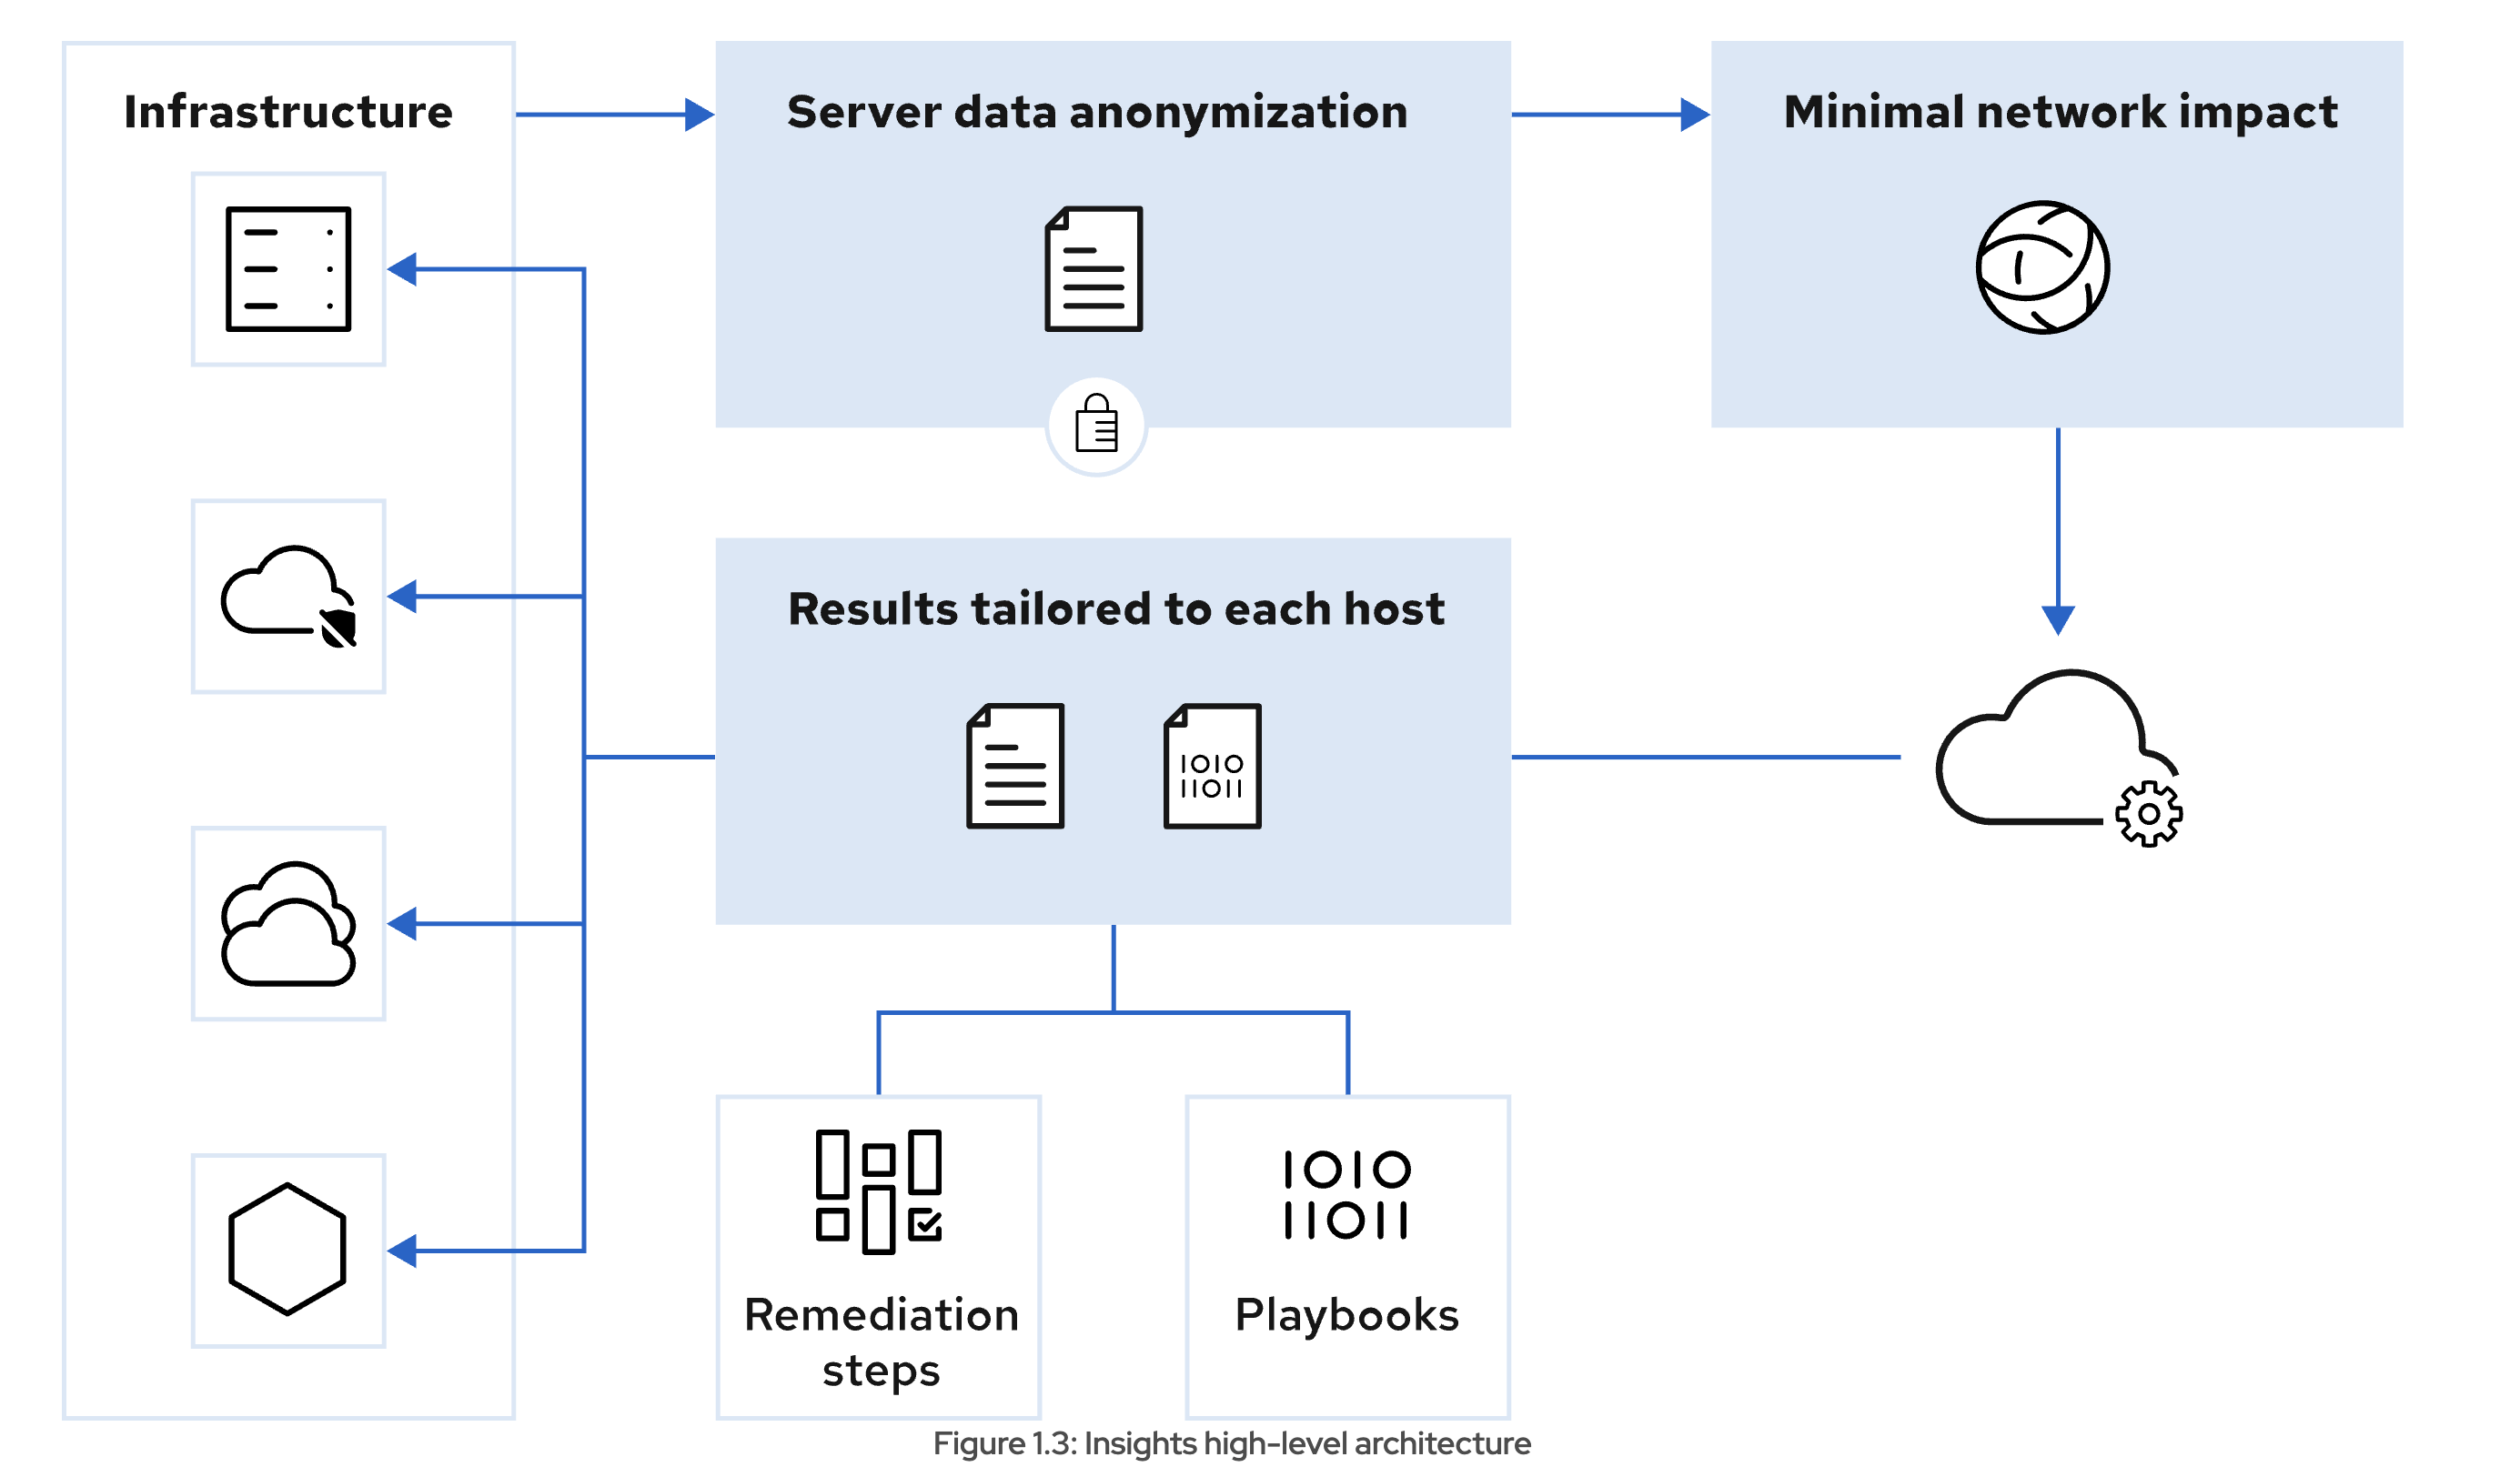 Infrastructure
Server data anonymization
Minimal network impact
Results tailored to each host
1010
11011
Remediation
steps
1010
11011
Playbooks
Figure 1.3: Insights high-level architecture